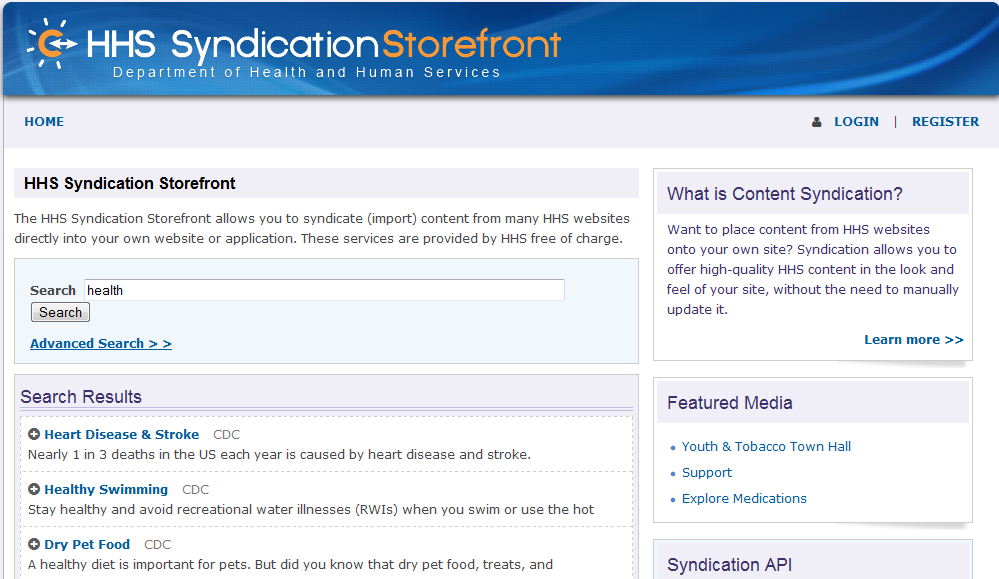 HHS SyndicationStorefront
Department of Health and Human Services
HOME
LOGIN | REGISTER
HHS Syndication Storefront
The HHS Syndication Storefront allows you to syndicate (import) content from many HHS websites
directly into your own website or application. These services are provided by HHS free of charge.
Search health
Search
Advanced Search > >
Search Results
Heart Disease & Stroke CDC
Nearly 1 in 3 deaths in the US each year is caused by heart disease and stroke.
Healthy Swimming CDC
Stay healthy and avoid recreational water illnesses (RWIs) when you swim or use the hot
Dry Pet Food CDC
A healthy diet is important for pets. But did you know that dry pet food, treats, and
What is Content Syndication?
Want to place content from HHS websites
onto your own site? Syndication allows you to
offer high-quality HHS content in the look and
feel of your site, without the need to manually
update it.
Learn more >>
Featured Media
• Youth & Tobacco Town Hall
• Support
• Explore Medications
Syndication API